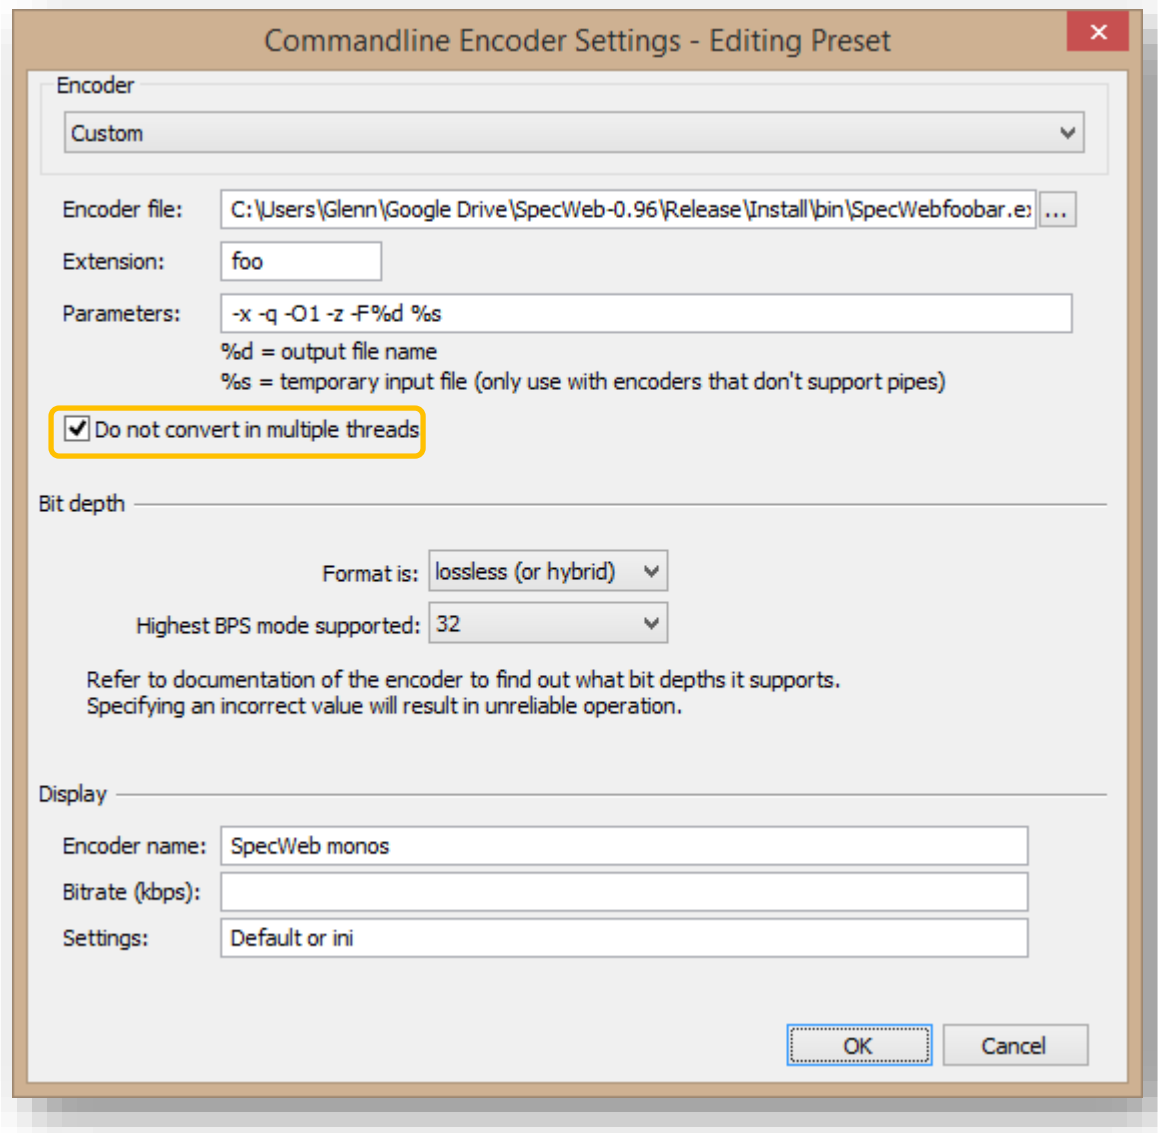 Commandline Encoder Settings - Editing Preset
Encoder
Custom
Encoder file: C:\Users\Glenn\Google Drive\SpecWeb-0.96\Release\Install\bin\SpecWebfoobar.ex ...
Extension: foo
Parameters: -x -q -O1 -z -F%d %s
%d = output file name
%s = temporary input file (only use with encoders that don't support pipes)
Do not convert in multiple threads
Bit depth
Format is: lossless (or hybrid)
Highest BPS mode supported: 32
Refer to documentation of the encoder to find out what bit depths it supports.
Specifying an incorrect value will result in unreliable operation.
Display
Encoder name: SpecWeb monos
Bitrate (kbps):
Settings: Default or ini
OK Cancel